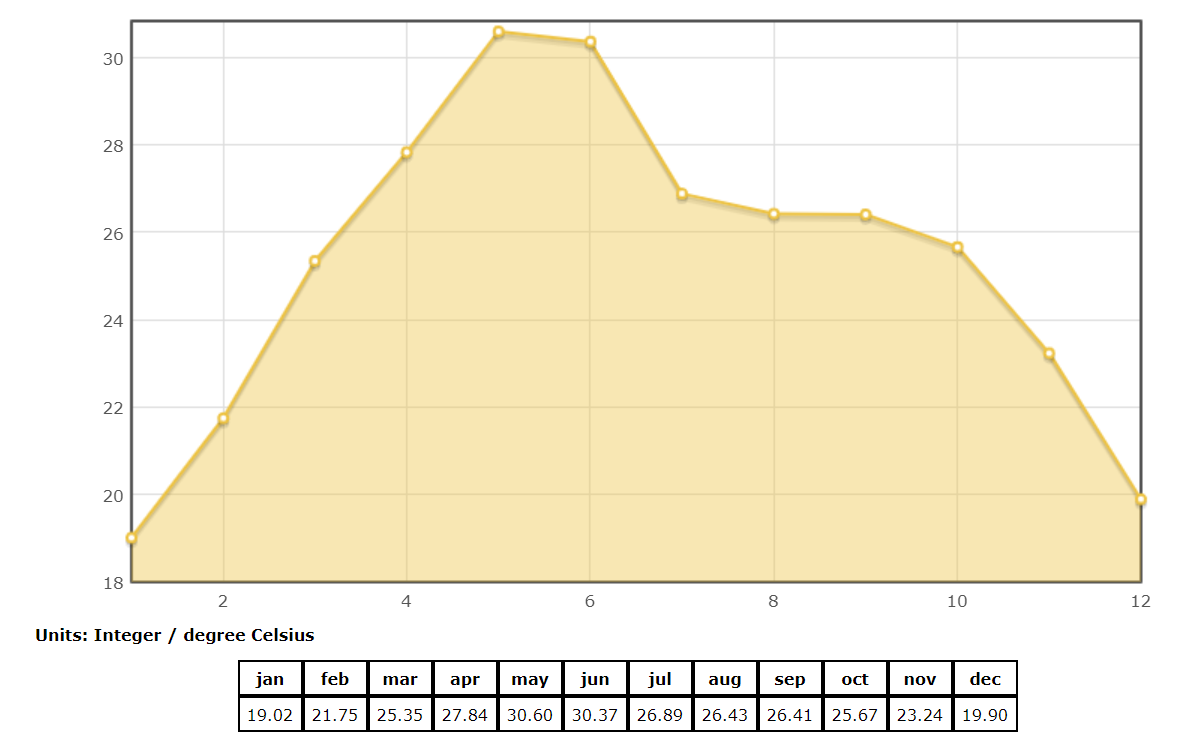 30
28
26
24
22
20
18
2 4 6 8 10 12
Units: Integer / degree Celsius
jan feb mar apr may jun jul aug sep oct nov dec
19.02 21.75 25.35 27.84 30.60 30.37 26.89 26.43 26.41 25.67 23.24 19.90